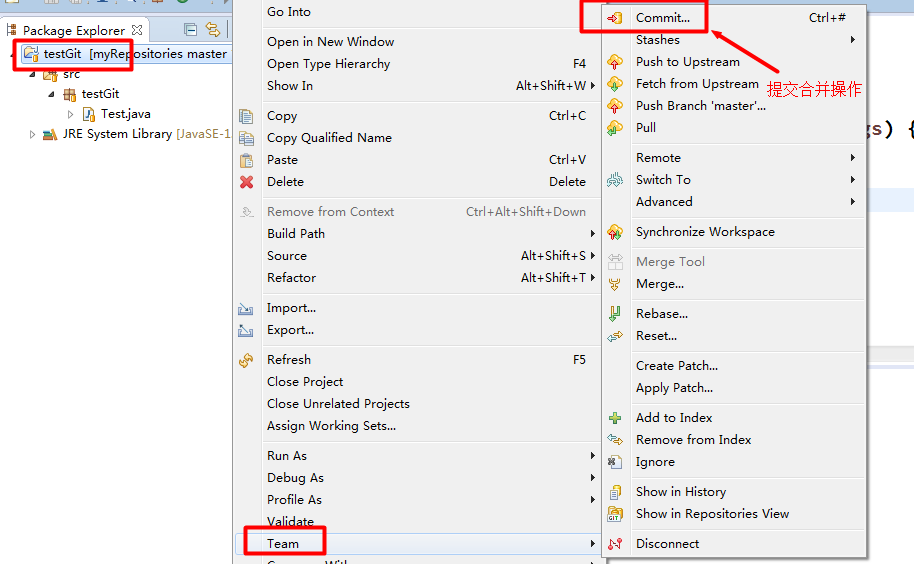 Package Explorer
testGit [myRepositories master
src
testGit
Test.java
JRE System Library [JavaSE-1
Go Into
Open in New Window
Open Type Hierarchy F4
Show In Alt+Shift+W
Copy Ctrl+C
Copy Qualified Name
Paste Ctrl+V
Delete Delete
Remove from Context Ctrl+Alt+Shift+Down
Build Path
Source Alt+Shift+S
Refactor Alt+Shift+T
Import...
Export...
Refresh F5
Close Project
Close Unrelated Projects
Assign Working Sets...
Run As
Debug As
Profile As
Validate
Team
Commit... Ctrl+#
Stashes
Push to Upstream
Fetch from Upstream
Push Branch 'master'...
Pull
Remote
Switch To
Advanced
Synchronize Workspace
Merge Tool
Merge...
Rebase...
Reset...
Create Patch...
Apply Patch...
Add to Index
Remove from Index
Ignore
Show in History
Show in Repositories View
Disconnect
提交合并操作
gs) {